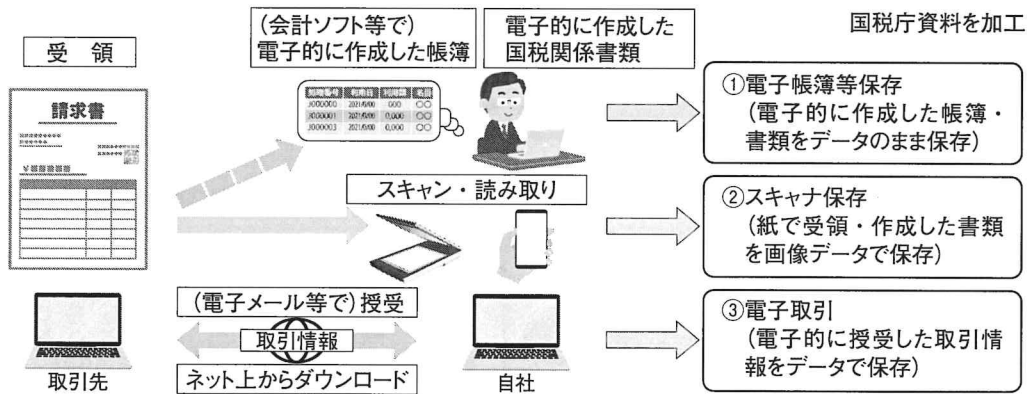 国税庁資料を加工
受領
(会計ソフト等で)
電子的に作成した帳簿
電子的に作成した
国税関係書類
請求書
スキャン・読み取り
①電子帳簿等保存
(電子的に作成した帳簿・
書類をデータのまま保存)
②スキャナ保存
(紙で受領・作成した書類
を画像データで保存)
③電子取引
(電子的に授受した取引情
報をデータで保存)
(電子メール等で)授受
取引情報
ネット上からダウンロード
取引先
自社